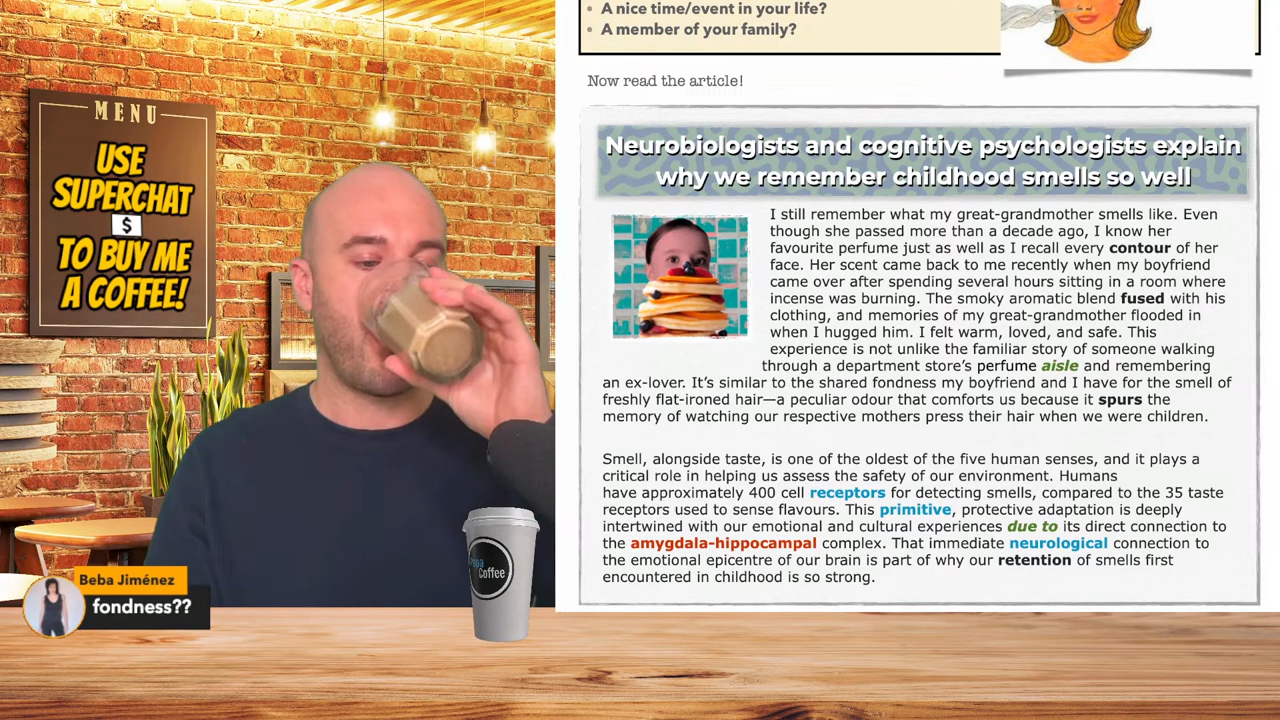 MENU
USE
SUPERCHAT
$
TO BUY ME
A COFFEE!
A nice time/event in your life?
A member of your family?
Now read the article!
Neurobiologists and cognitive psychologists explain
why we remember childhood smells so well
I still remember what my great-grandmother smells like. Even
though she passed more than a decade ago, I know her
favourite perfume just as well as I recall every contour of her
face. Her scent came back to me recently when my boyfriend
came over after spending several hours sitting in a room where
incense was burning. The smoky aromatic blend fused with his
clothing, and memories of my great-grandmother flooded in
when I hugged him. I felt warm, loved, and safe. This
experience is not unlike the familiar story of someone walking
through a department store’s perfume aisle and remembering
an ex-lover. It’s similar to the shared fondness my boyfriend and I have for the smell of
freshly flat-ironed hair—a peculiar odour that comforts us because it spurs the
memory of watching our respective mothers press their hair when we were children.
Smell, alongside taste, is one of the oldest of the five human senses, and it plays a
critical role in helping us assess the safety of our environment. Humans
have approximately 400 cell receptors for detecting smells, compared to the 35 taste
receptors used to sense flavours. This primitive, protective adaptation is deeply
intertwined with our emotional and cultural experiences due to its direct connection to
the amygdala-hippocampal complex. That immediate neurological connection to
the emotional epicentre of our brain is part of why our retention of smells first
encountered in childhood is so strong.
Coffee
Beba Jiménez
fondness??